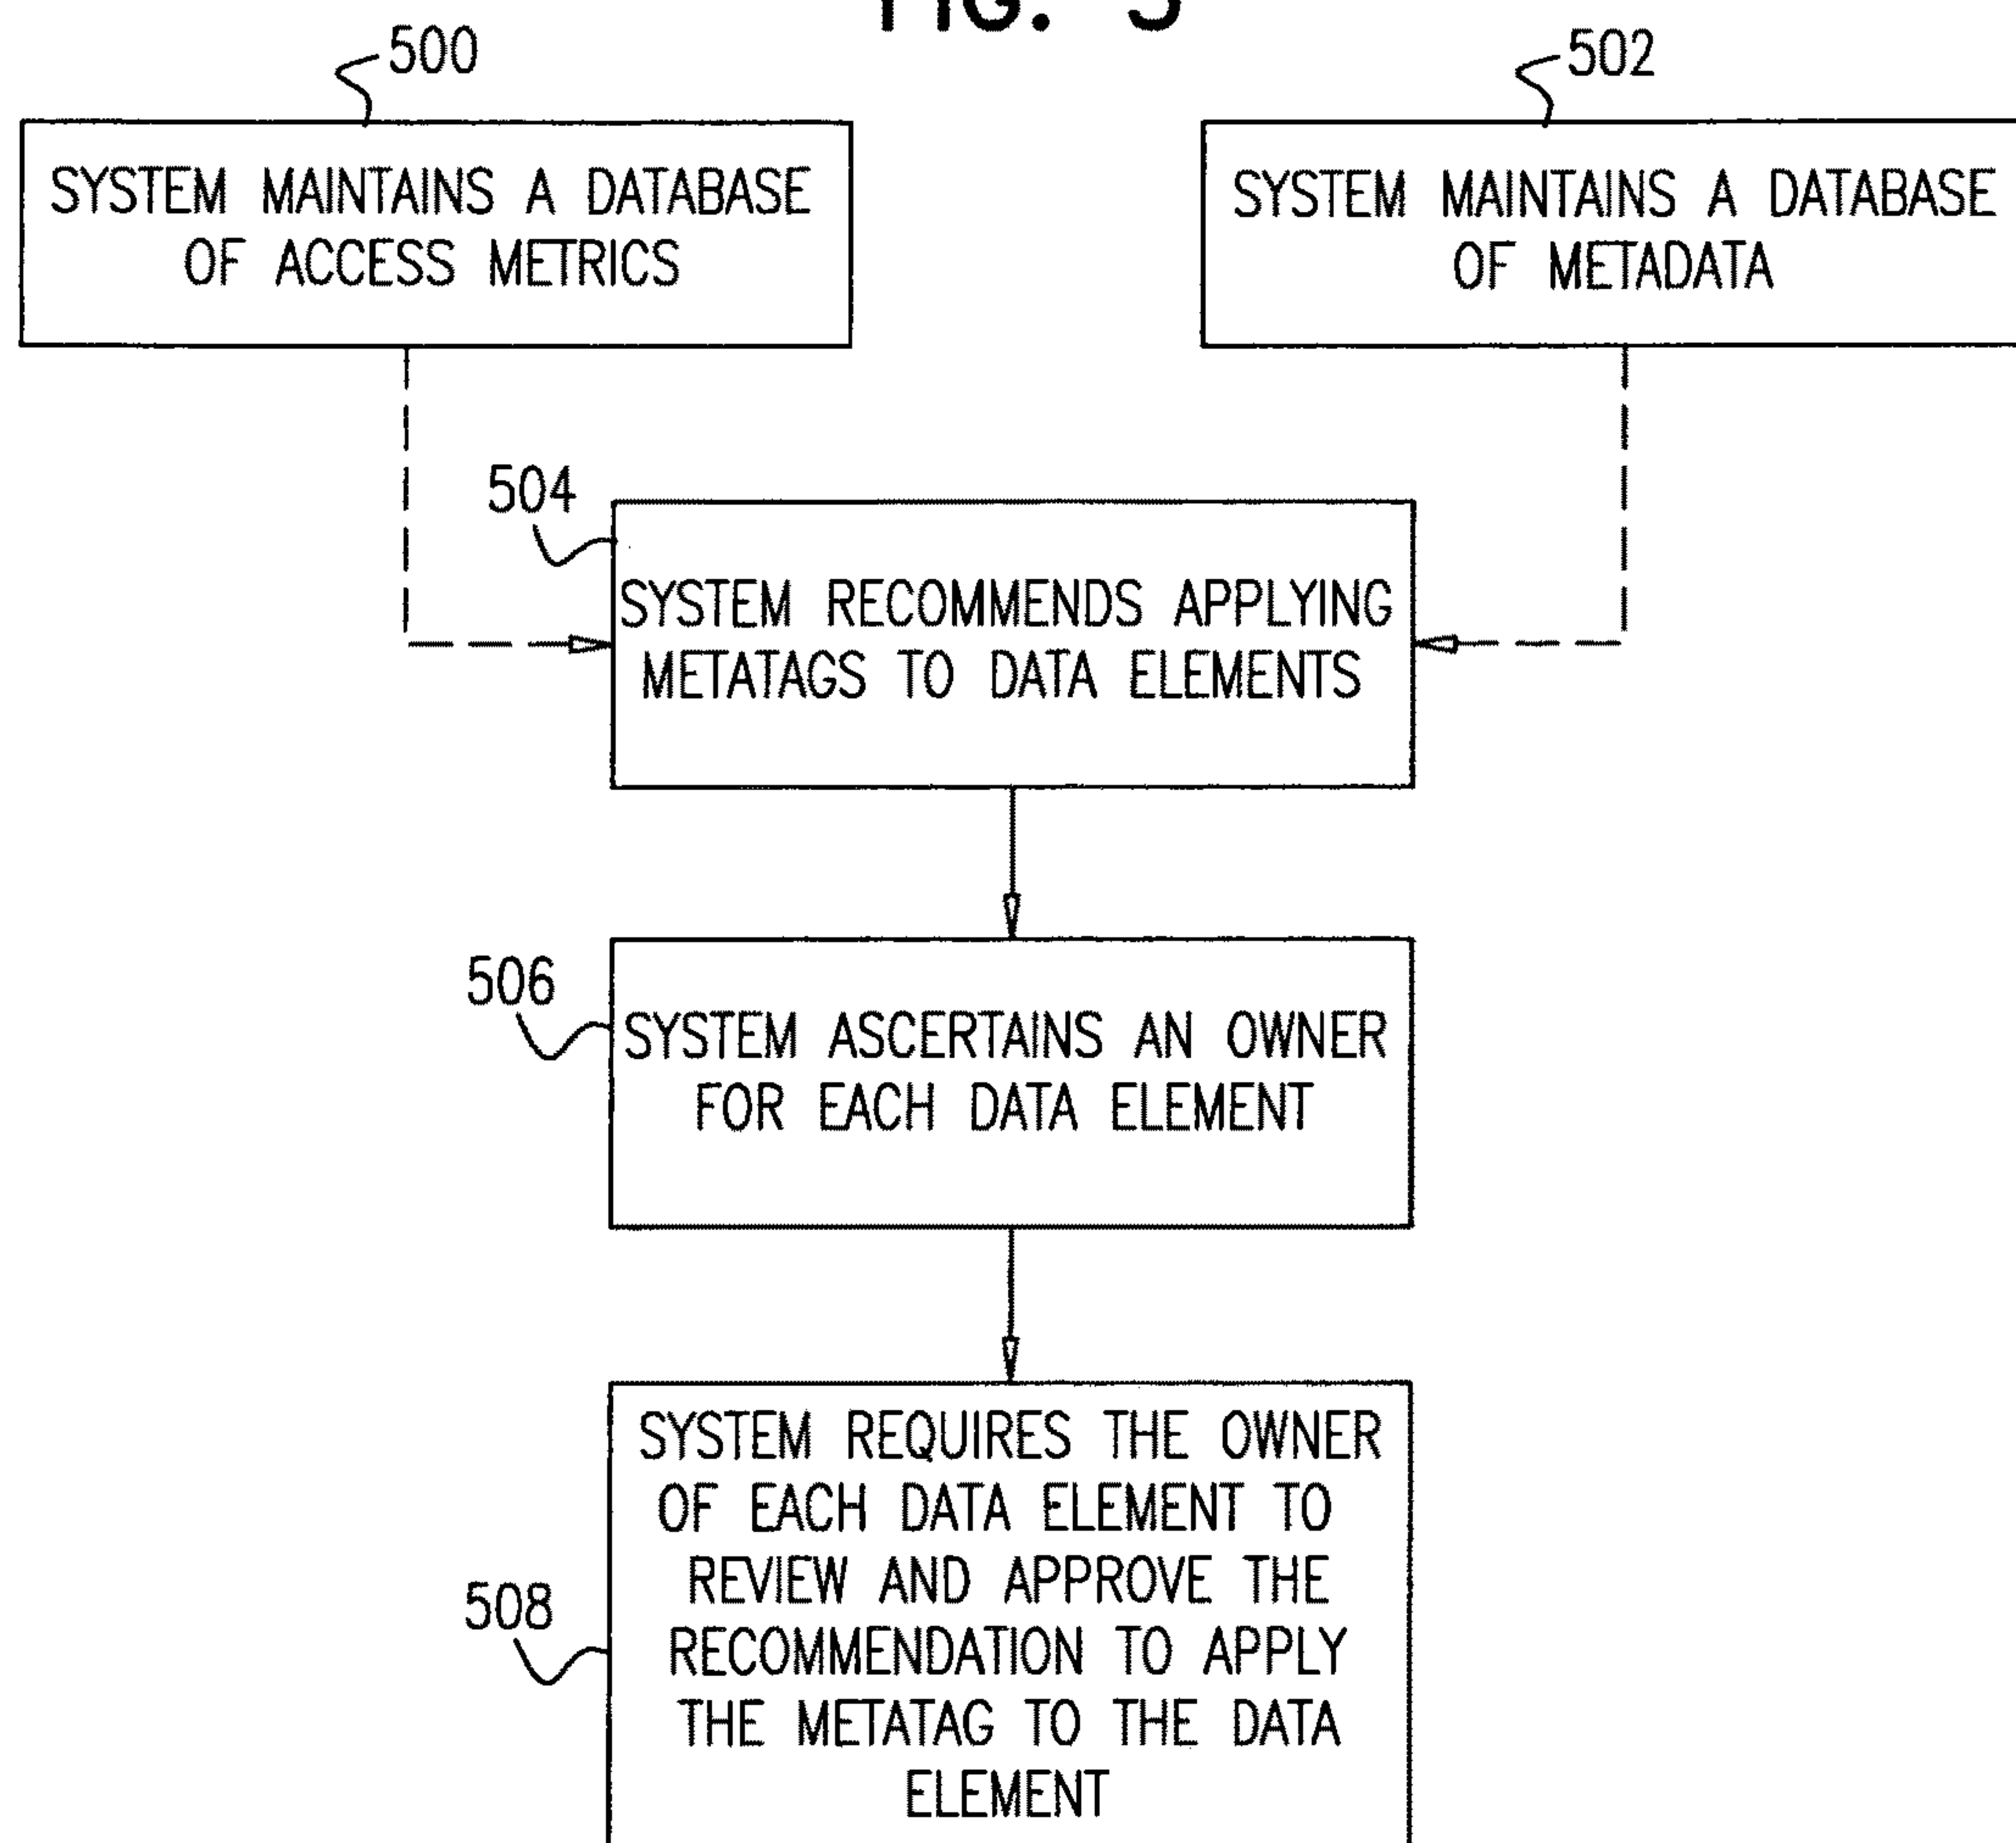 FIG. 5
500
502
SYSTEM MAINTAINS A DATABASE
OF ACCESS METRICS
SYSTEM MAINTAINS A DATABASE
OF METADATA
504
SYSTEM RECOMMENDS APPLYING
METATAGS TO DATA ELEMENTS
506
SYSTEM ASCERTAINS AN OWNER
FOR EACH DATA ELEMENT
508
SYSTEM REQUIRES THE OWNER
OF EACH DATA ELEMENT TO
REVIEW AND APPROVE THE
RECOMMENDATION TO APPLY
THE METATAG TO THE DATA
ELEMENT